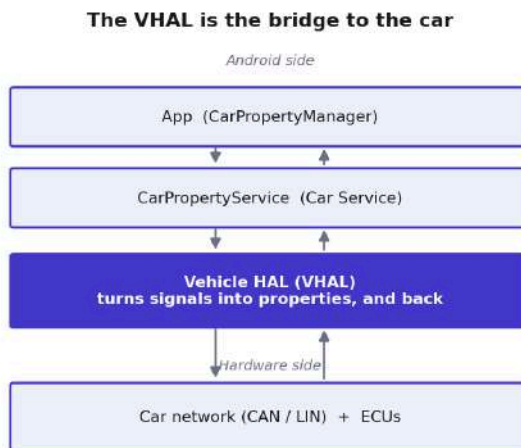 The VHAL is the bridge to the car
Android side
App (CarPropertyManager)
CarPropertyService (Car Service)
Vehicle HAL (VHAL)
turns signals into properties, and back
Hardware side
Car network (CAN / LIN) + ECUs